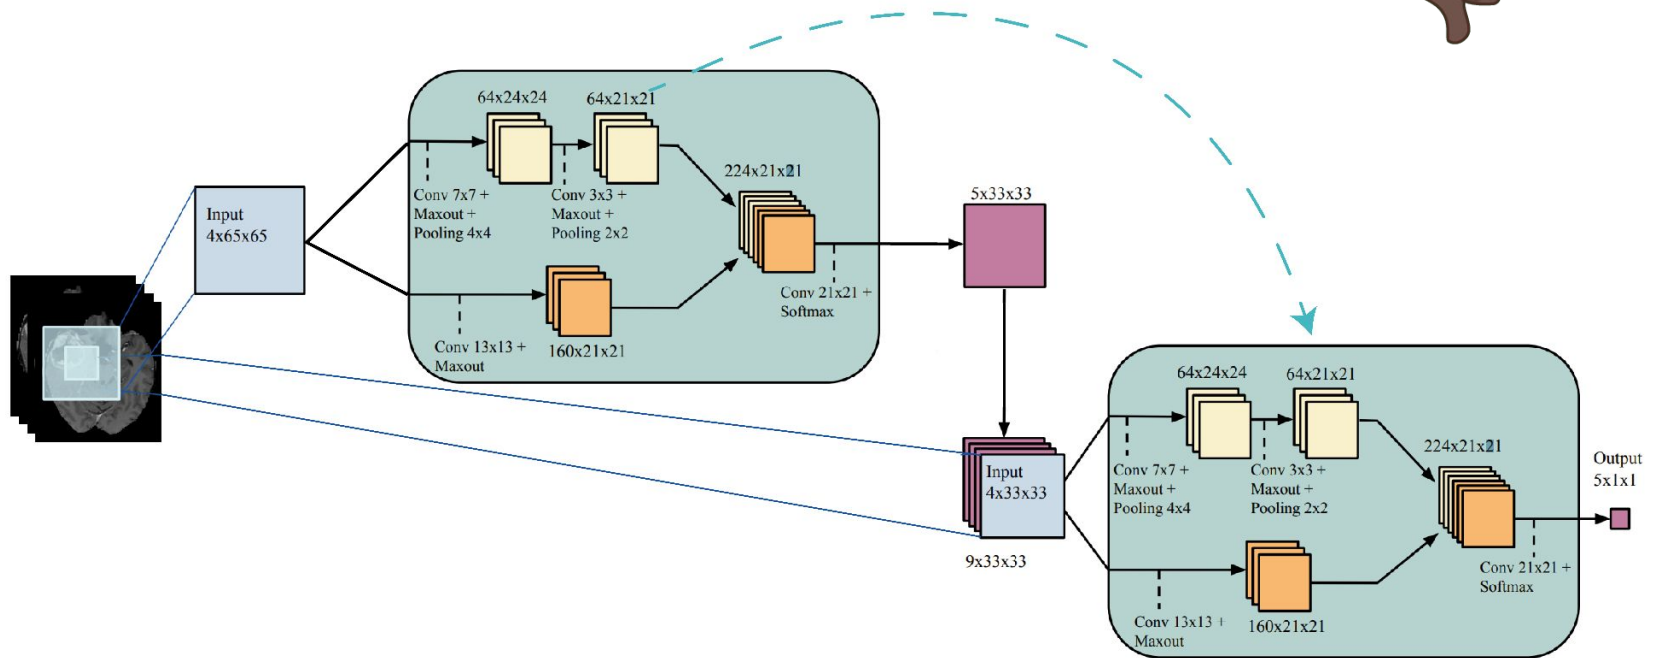 64x24x24
64x21x21
224x21x21
Conv 7x7 +
Maxout +
Pooling 4x4
Conv 3x3 +
Maxout +
Pooling 2x2
Input
4x65x65
5x33x33
Conv 21x21 +
Softmax
Conv 13x13 +
Maxout
160x21x21
Input
4x33x33
9x33x33
64x24x24
64x21x21
224x21x21
Conv 7x7 +
Maxout +
Pooling 4x4
Conv 3x3 +
Maxout +
Pooling 2x2
Output
5x1x1
Conv 21x21 +
Softmax
Conv 13x13 +
Maxout
160x21x21